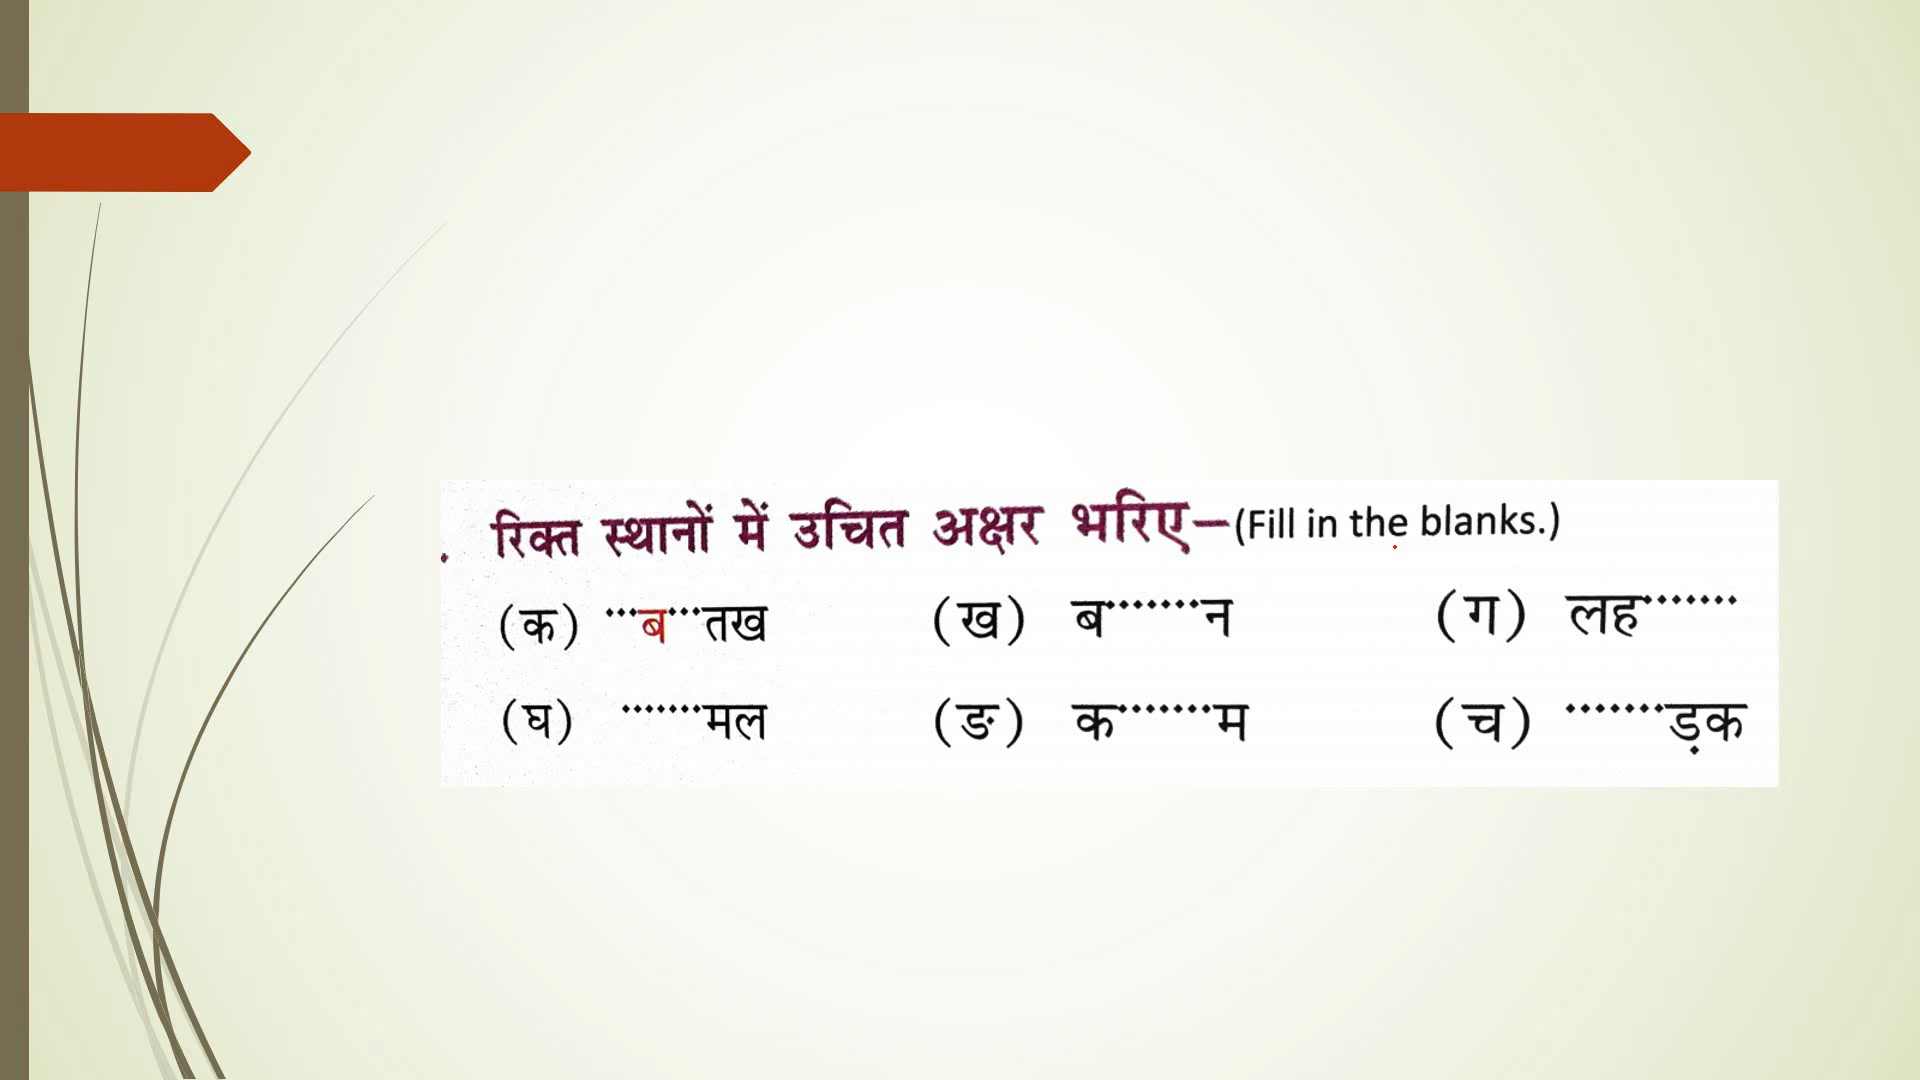 रिक्त स्थानों में उचित अक्षर भरिए—(Fill in the blanks.)
(क) ···ब···तख (ख) ब·······न (ग) लह·······
(घ) ·······मल (ङ) क·······म (च) ·······ड़क